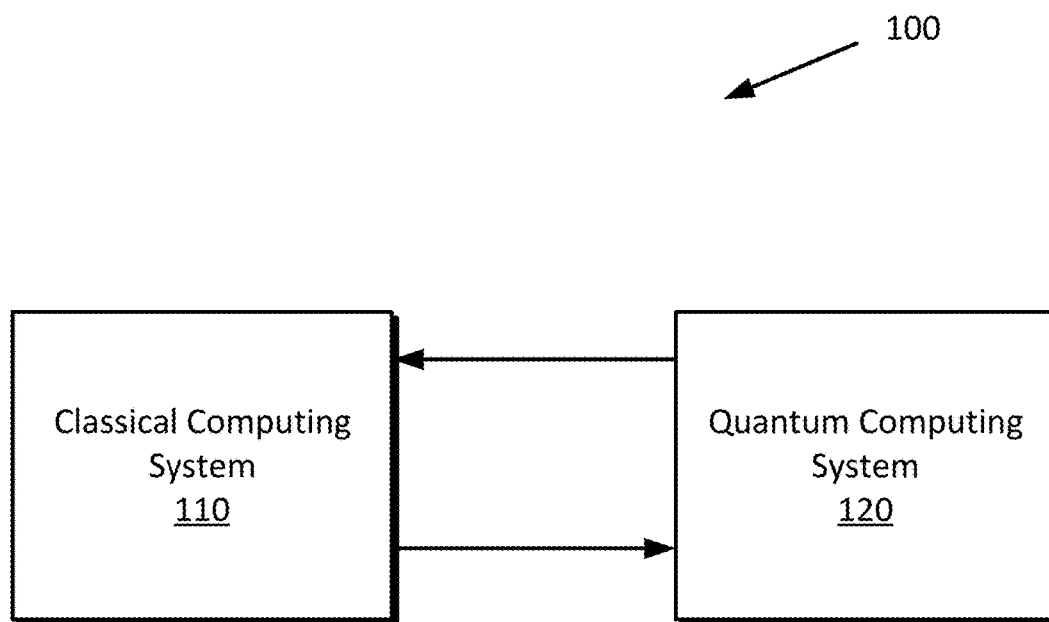 100
Classical Computing
System
110
Quantum Computing
System
120